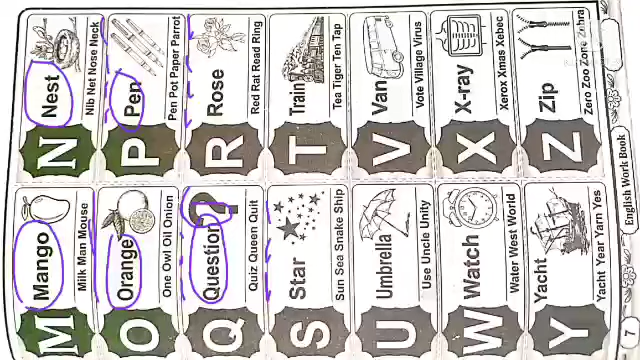 M
Mango
Milk Man Mouse
N
Nest
Nib Net Nose Neck
O
Orange
One Owl Oil Onion
P
Pen
Pen Pot Paper Parrot
Q
Question
?
Quiz Queen Quit
R
Rose
Red Rat Read Ring
S
Star
Sun Sea Snake Ship
T
Train
Tea Tiger Ten Tap
U
Umbrella
Use Uncle Unity
V
Van
Vote Village Virus
W
Watch
Water West World
X
X-ray
Xerox Xmas Xebec
Y
Yacht
Yacht Year Yarn Yes
Z
Zip
Zero Zoo Zone Zebra
7
English Work Book